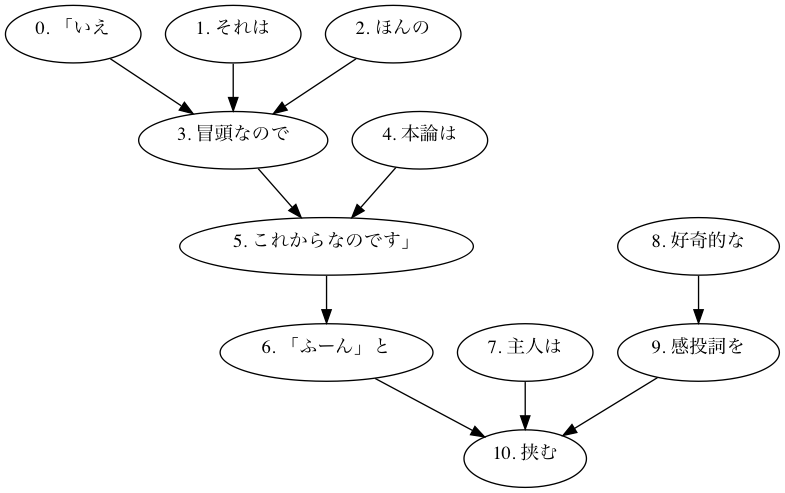 0. 「いえ
1. それは
2. ほんの
3. 冒頭なので
4. 本論は
5. これからなのです」
8. 好奇的な
6. 「ふーん」と
7. 主人は
9. 感投詞を
10. 挟む